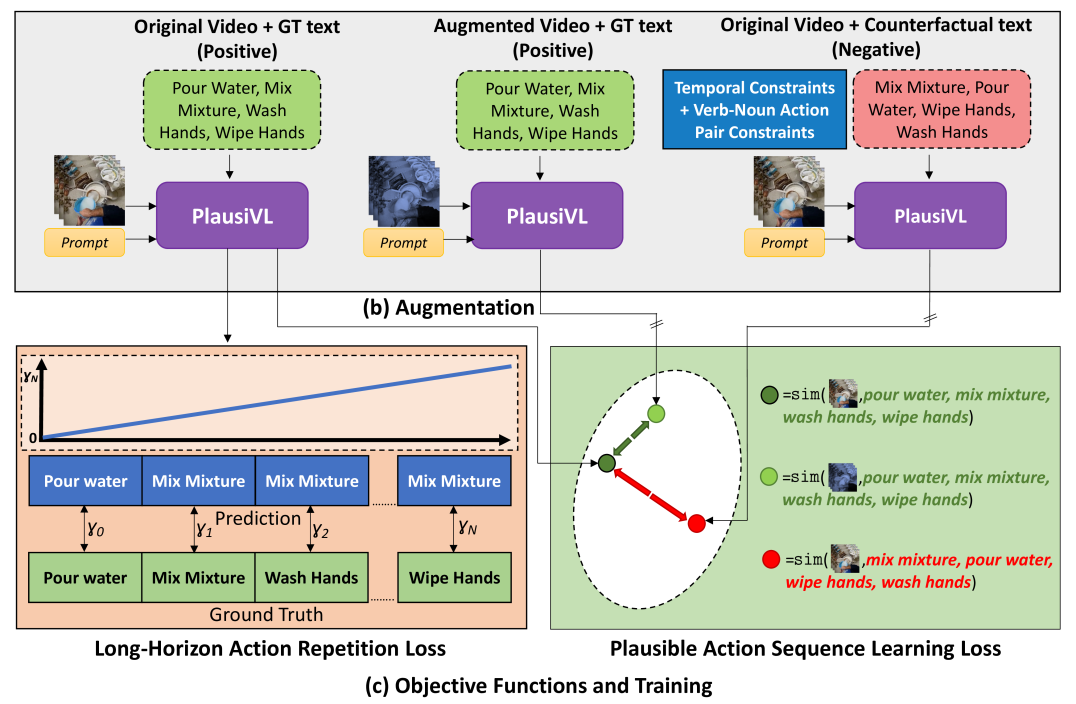 Original Video + GT text
(Positive)
Augmented Video + GT text
(Positive)
Original Video + Counterfactual text
(Negative)
Pour Water, Mix
Mixture, Wash
Hands, Wipe Hands
Pour Water, Mix
Mixture, Wash
Hands, Wipe Hands
Temporal Constraints
+ Verb-Noun Action
Pair Constraints
Mix Mixture, Pour
Water, Wipe Hands,
Wash Hands
PlausiVL
Prompt
PlausiVL
Prompt
PlausiVL
Prompt
(b) Augmentation
γN
0
Pour water
Mix Mixture
Mix Mixture
........
Mix Mixture
Prediction
γ0
γ1
γ2
γN
Pour water
Mix Mixture
Wash Hands
........
Wipe Hands
Ground Truth
Long-Horizon Action Repetition Loss
=sim( ,pour water, mix mixture,
wash hands, wipe hands)
=sim( ,pour water, mix mixture,
wash hands, wipe hands)
=sim( ,mix mixture, pour water,
wipe hands, wash hands)
Plausible Action Sequence Learning Loss
(c) Objective Functions and Training